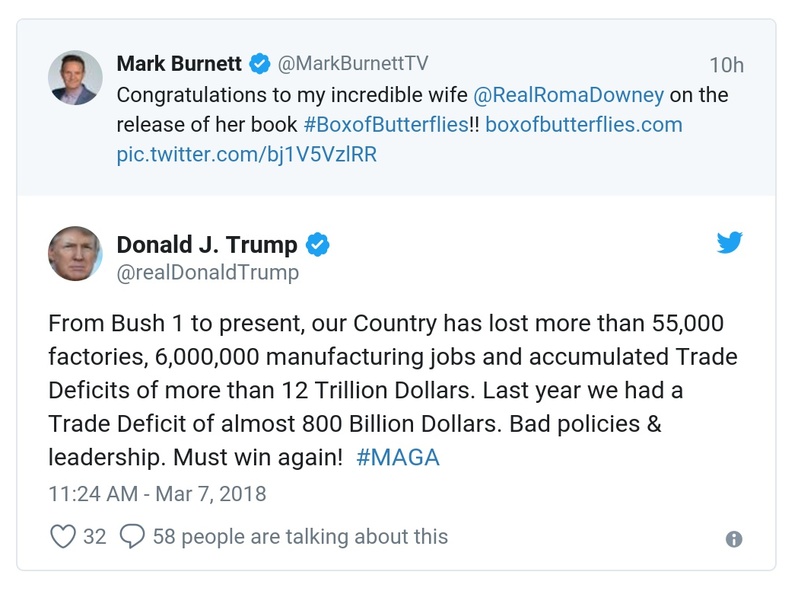 Mark Burnett @MarkBurnettTV 10h
Congratulations to my incredible wife @RealRomaDowney on the
release of her book #BoxofButterflies!! boxofbutterflies.com
pic.twitter.com/bj1V5VzlRR
Donald J. Trump
@realDonaldTrump
From Bush 1 to present, our Country has lost more than 55,000
factories, 6,000,000 manufacturing jobs and accumulated Trade
Deficits of more than 12 Trillion Dollars. Last year we had a
Trade Deficit of almost 800 Billion Dollars. Bad policies &
leadership. Must win again! #MAGA
11:24 AM - Mar 7, 2018
32 58 people are talking about this